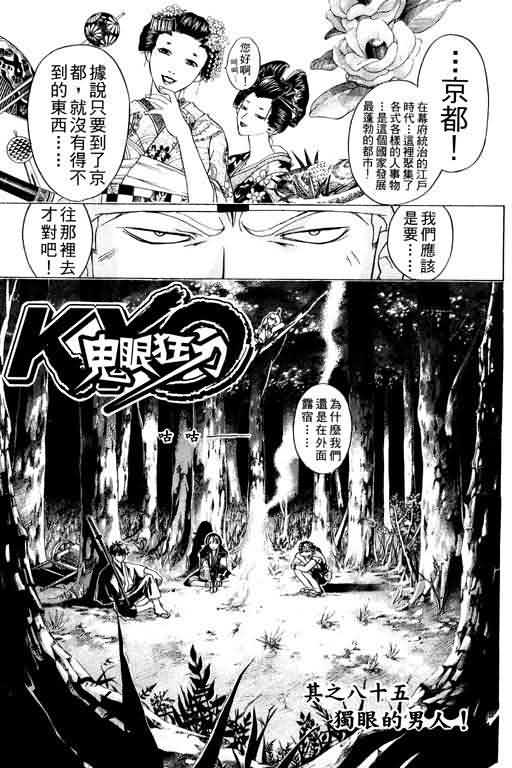 …京都！
在幕府統治的江戶
時代…這裡聚集了
各式各樣的人事物
…是這個國家發展
最蓬勃的都市！
您好啊！
據說只要到了京
都，就沒有得不
到的東西……
我們應該
是要……
往那裡去
才對吧！
KYO
鬼眼狂刀
為什麼我們
還是在外面
露宿……
咕咕——
其之八十五
獨眼的男人！